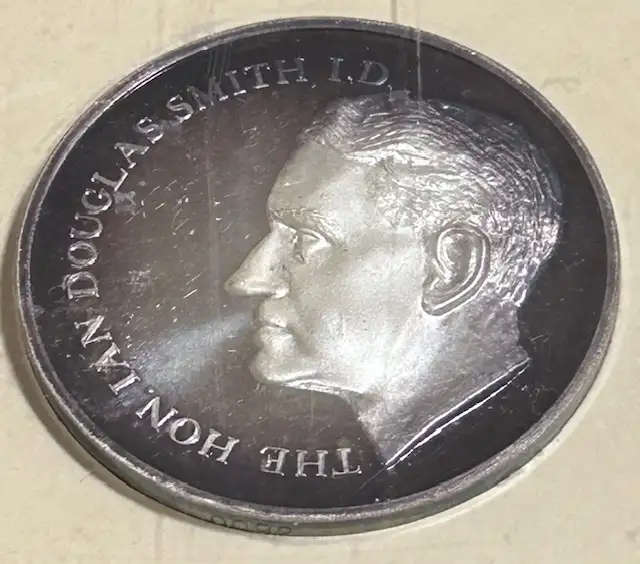 THE HON. IAN DOUGLAS SMITH I.D.